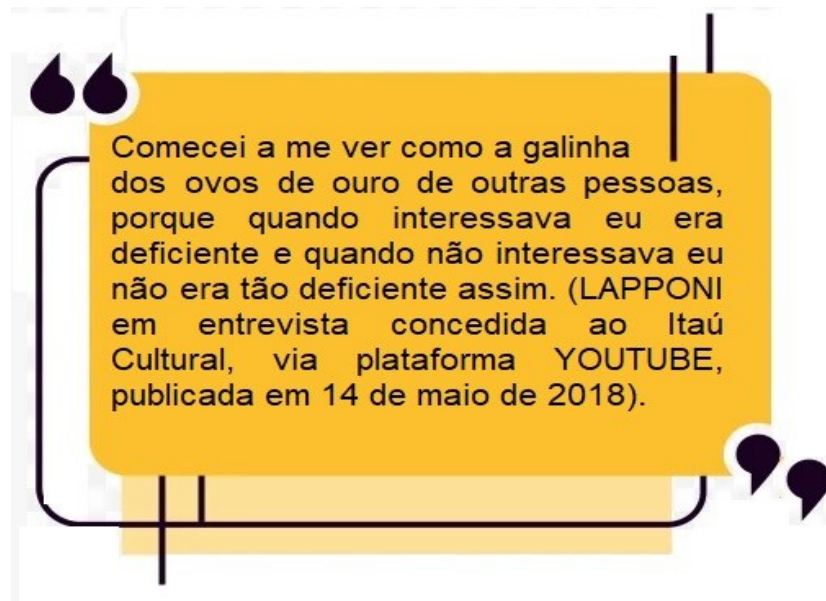 Comecei a me ver como a galinha
dos ovos de ouro de outras pessoas,
porque quando interessava eu era
deficiente e quando não interessava eu
não era tão deficiente assim. (LAPPONI
em entrevista concedida ao Itaú
Cultural, via plataforma YOUTUBE,
publicada em 14 de maio de 2018).